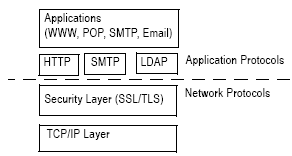 Applications
(WWW, POP, SMTP, Email)
HTTP SMTP LDAP Application Protocols
Security Layer (SSL/TLS) Network Protocols
TCP/IP Layer